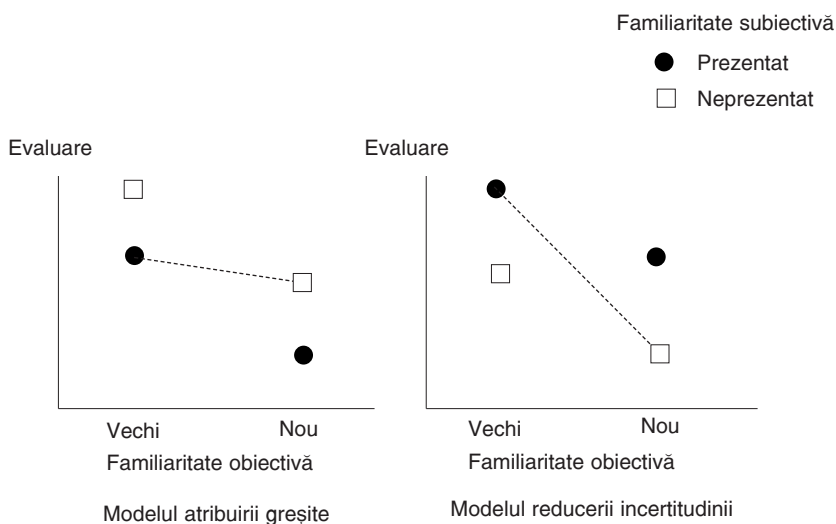 Familiaritate subiectivă
Prezentat
Neprezentat
Evaluare
Vechi
Nou
Familiaritate obiectivă
Modelul atribuirii greșite
Evaluare
Vechi
Nou
Familiaritate obiectivă
Modelul reducerii incertitudinii